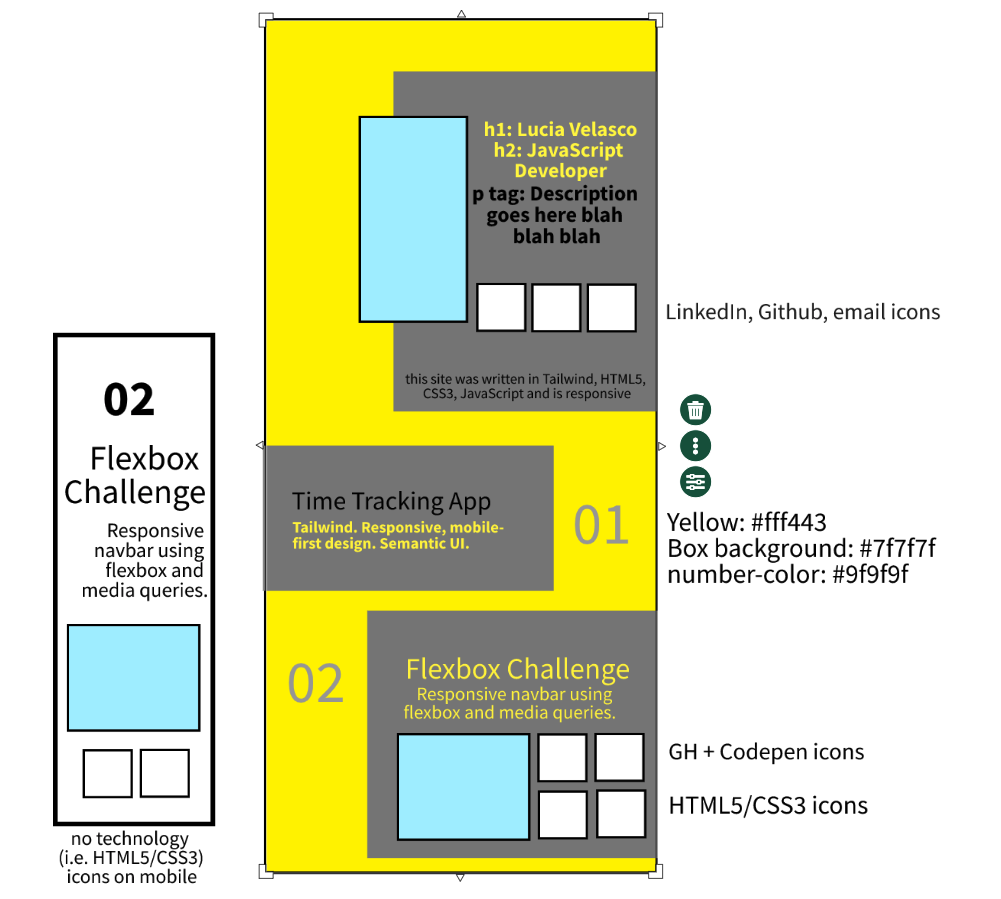 h1: Lucia Velasco
h2: JavaScript
Developer
p tag: Description
goes here blah
blah blah
LinkedIn, Github, email icons
this site was written in Tailwind, HTML5,
CSS3, JavaScript and is responsive
02
Flexbox
Challenge
Responsive
navbar using
flexbox and
media queries.
no technology
(i.e. HTML5/CSS3)
icons on mobile
Time Tracking App
Tailwind. Responsive, mobile-
first design. Semantic UI.
01
Yellow: #fff443
Box background: #7f7f7f
number-color: #9f9f9f
02
Flexbox Challenge
Responsive navbar using
flexbox and media queries.
GH + Codepen icons
HTML5/CSS3 icons